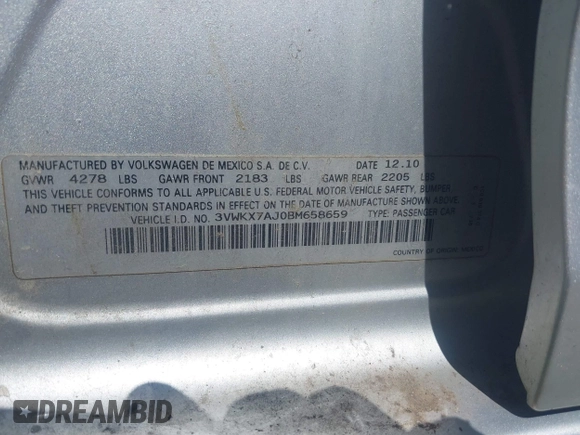 MANUFACTURED BY VOLKSWAGEN DE MEXICO S.A. DE C.V. DATE 12.10
GVWR 4278 LBS GAWR FRONT 2183 LBS GAWR REAR 2205 LBS
THIS VEHICLE CONFORMS TO ALL APPLICABLE U.S. FEDERAL MOTOR VEHICLE SAFETY, BUMPER
AND THEFT PREVENTION STANDARDS IN EFFECT ON THE DATE OF MANUFACTURE SHOWN ABOVE.
VEHICLE I.D. NO. 3VWKX7AJ0BM658659 TYPE: PASSENGER CAR
COUNTRY OF ORIGIN: MEXICO
DREAMBID